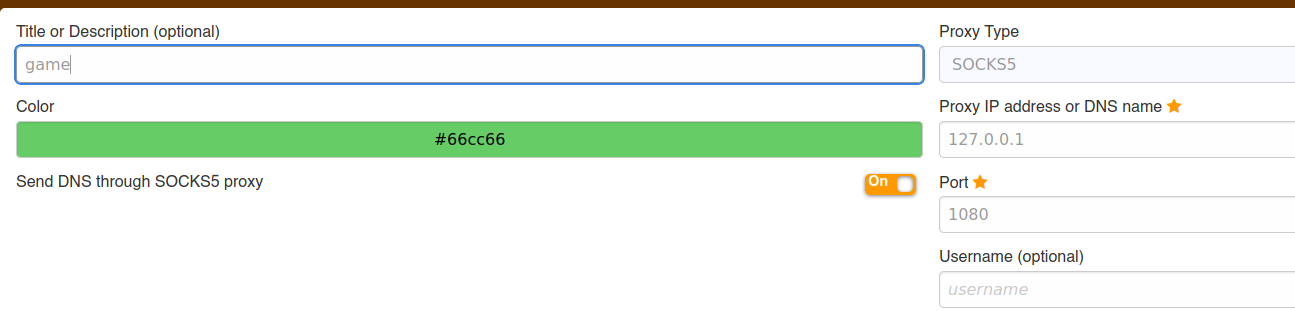 Title or Description (optional)
game
Color
#66cc66
Send DNS through SOCKS5 proxy
On
Proxy Type
SOCKS5
Proxy IP address or DNS name
127.0.0.1
Port
1080
Username (optional)
username